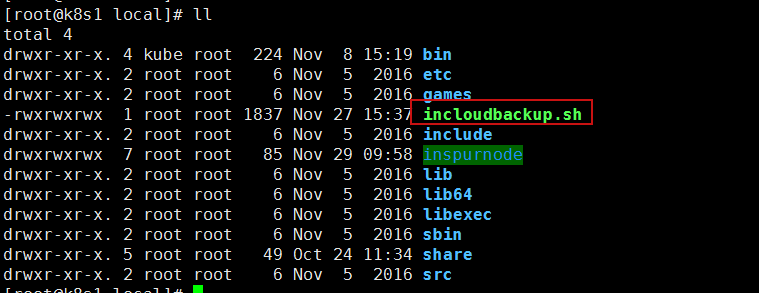 [root@k8s1 local]# ll
total 4
drwxr-xr-x. 4 kube root  224 Nov  8 15:19 bin
drwxr-xr-x. 2 root root    6 Nov  5  2016 etc
drwxr-xr-x. 2 root root    6 Nov  5  2016 games
-rwxrwxrwx  1 root root 1837 Nov 27 15:37 incloudbackup.sh
drwxr-xr-x. 2 root root    6 Nov  5  2016 include
drwxrwxrwx  7 root root   85 Nov 29 09:58 inspurnode
drwxr-xr-x. 2 root root    6 Nov  5  2016 lib
drwxr-xr-x. 2 root root    6 Nov  5  2016 lib64
drwxr-xr-x. 2 root root    6 Nov  5  2016 libexec
drwxr-xr-x. 2 root root    6 Nov  5  2016 sbin
drwxr-xr-x. 5 root root   49 Oct 24 11:34 share
drwxr-xr-x. 2 root root    6 Nov  5  2016 src
[root@k8s1 local]#